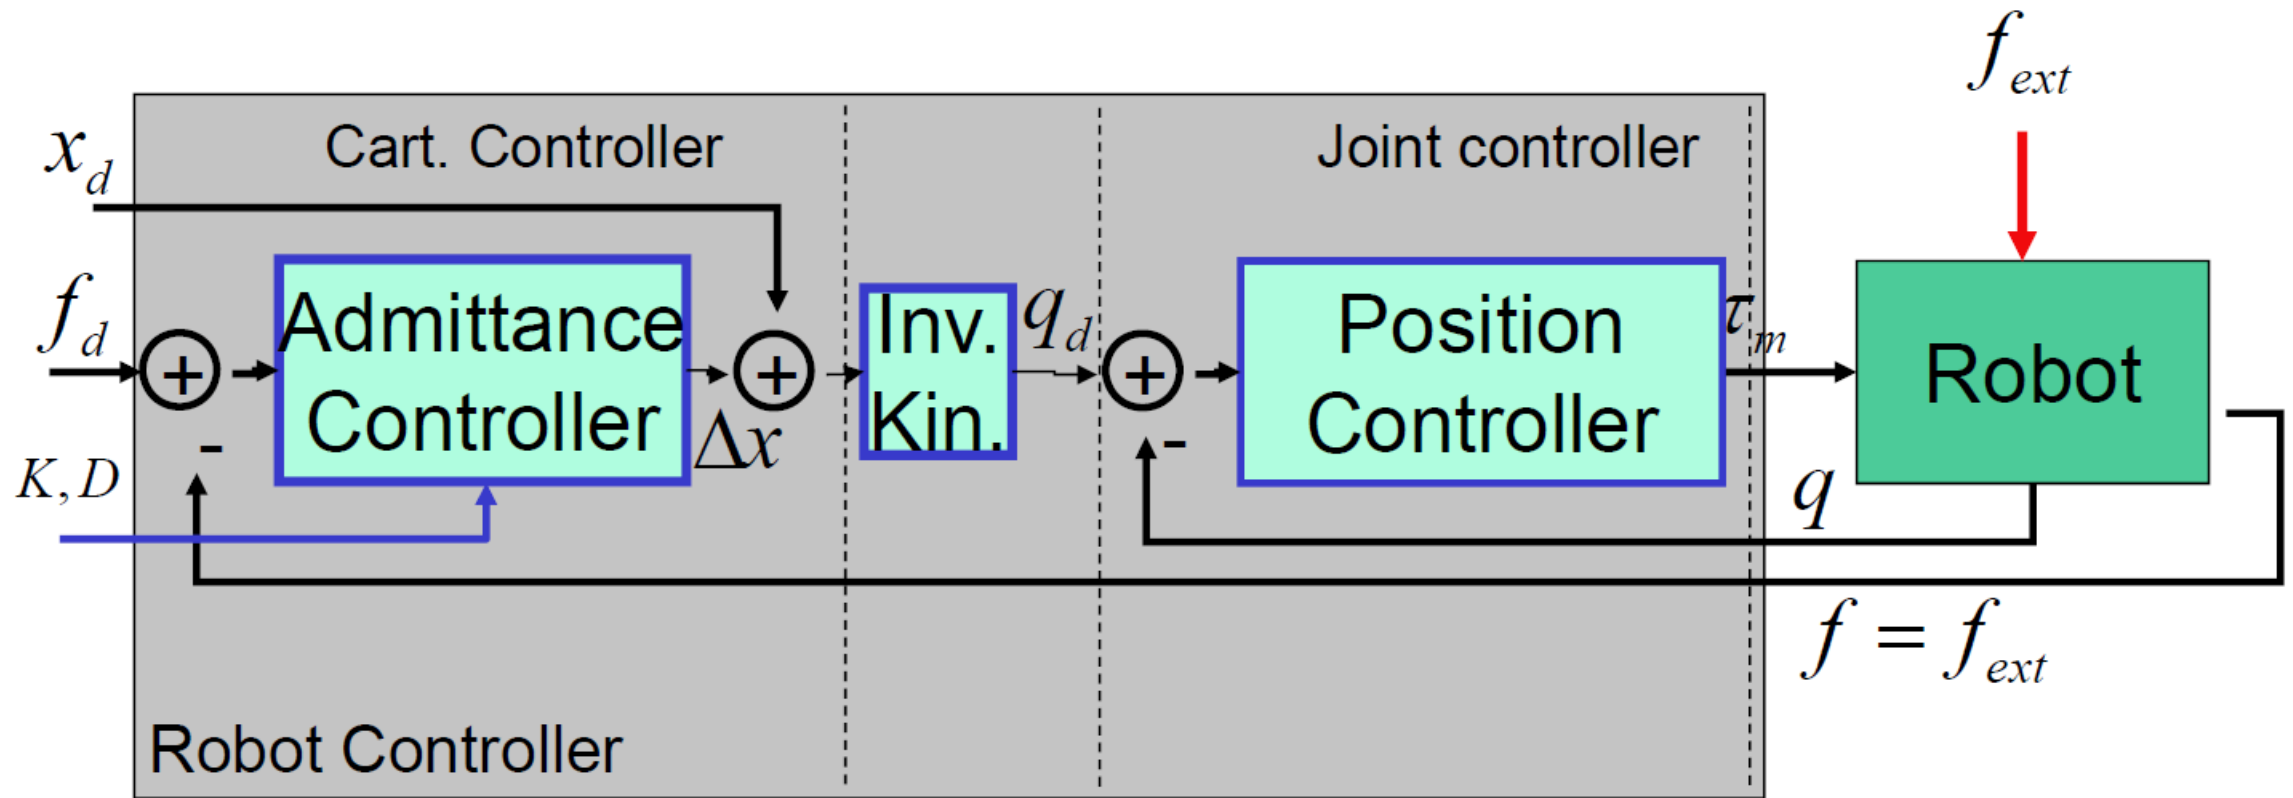 f_ext
Cart. Controller
Joint controller
x_d
f_d
+
-
Admittance
Controller
Δx
+
Inv.
Kin.
q_d
+
-
Position
Controller
τ_m
Robot
K, D
q
f = f_ext
Robot Controller